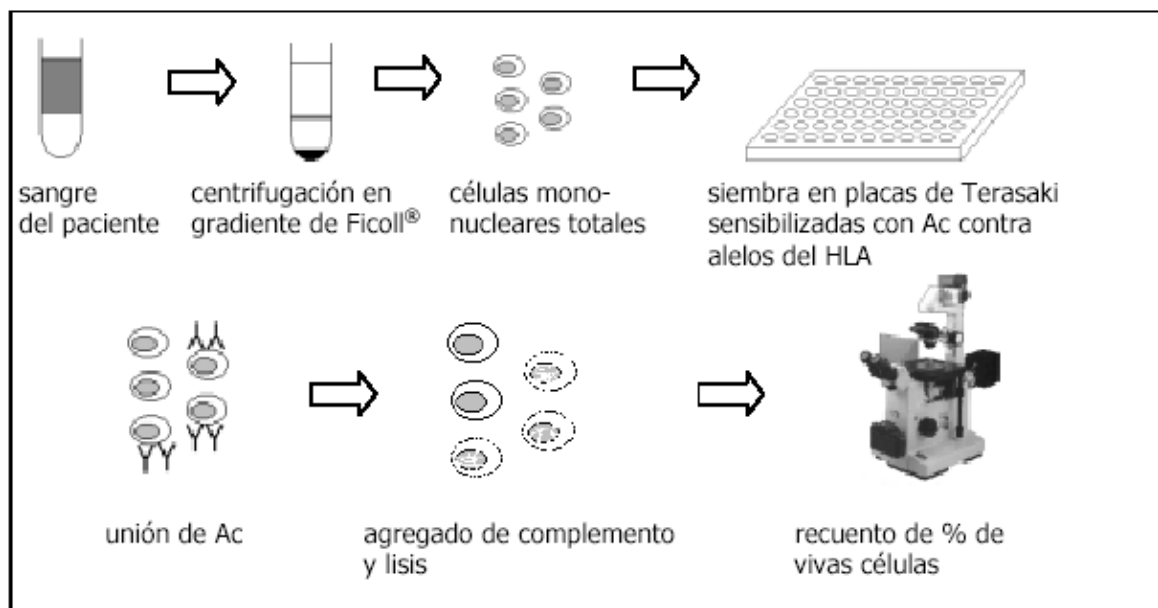 sangre
del paciente
centrifugación en
gradiente de Ficoll®
células mono-
nucleares totales
siembra en placas de Terasaki
sensibilizadas con Ac contra
alelos del HLA
unión de Ac
agregado de complemento
y lisis
recuento de % de
vivas células